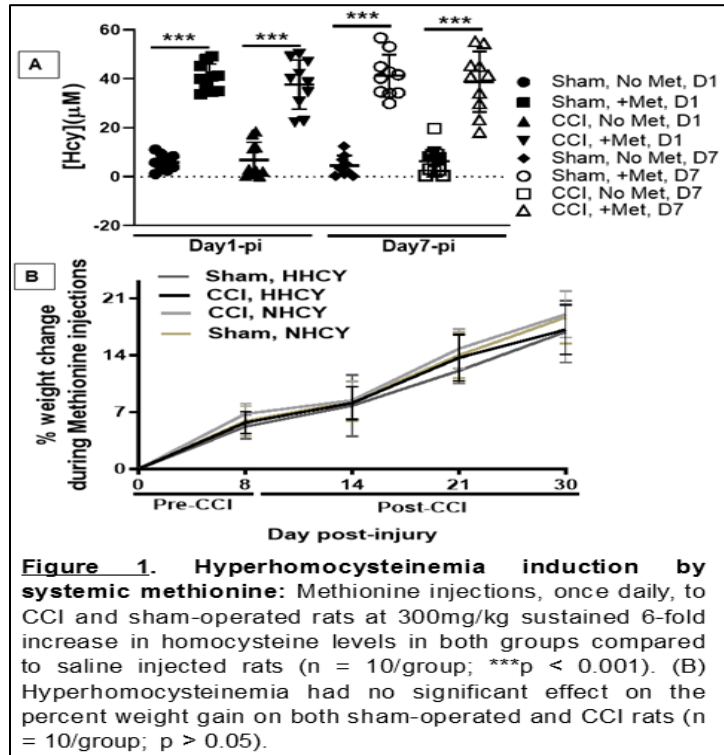 60
***
***
***
***
A
40
[Hcy](μM)
20
0
-20
Day1-pi
Day7-pi
Sham, No Met, D1
Sham, +Met, D1
CCI, No Met, D1
CCI, +Met, D1
Sham, No Met, D7
Sham, +Met, D7
CCI, No Met, D7
CCI, +Met, D7
B
Sham, HHCY
CCI, HHCY
CCI, NHCY
Sham, NHCY
% weight change
during Methionine injections
21
14
7
0
0 8 14 21 30
Pre-CCI
Post-CCI
Day post-injury
Figure 1. Hyperhomocysteinemia induction by
systemic methionine: Methionine injections, once daily, to
CCI and sham-operated rats at 300mg/kg sustained 6-fold
increase in homocysteine levels in both groups compared
to saline injected rats (n = 10/group; ***p < 0.001). (B)
Hyperhomocysteinemia had no significant effect on the
percent weight gain on both sham-operated and CCI rats (n
= 10/group; p > 0.05).